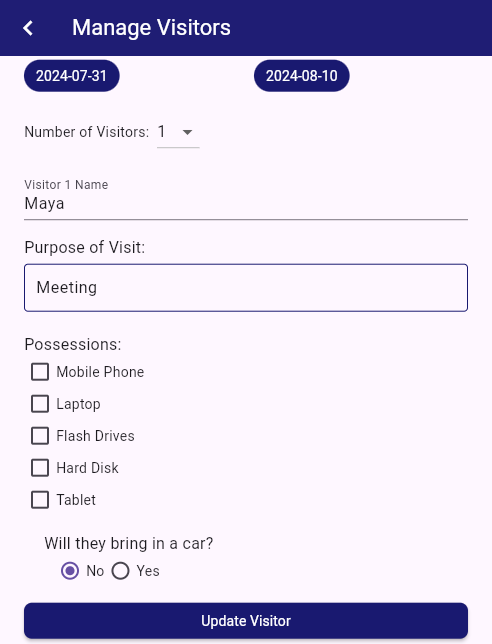 Manage Visitors
2024-07-31 2024-08-10
Number of Visitors: 1
Visitor 1 Name
Maya
Purpose of Visit:
Meeting
Possessions:
Mobile Phone
Laptop
Flash Drives
Hard Disk
Tablet
Will they bring in a car?
No Yes
Update Visitor